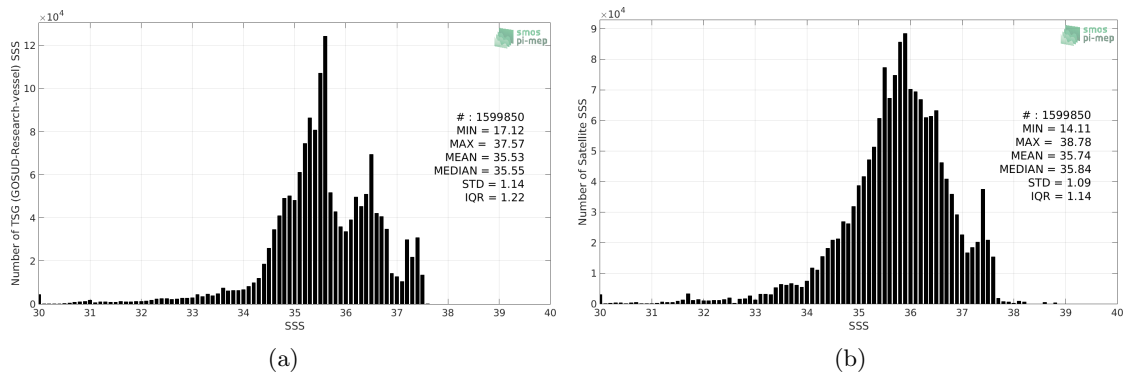 ×10⁴
12
10
8
6
4
2
0
Number of TSG (GOSUD-Research-vessel) SSS
30 31 32 33 34 35 36 37 38 39 40
SSS
smos
pi-mep
# : 1599850
MIN = 17.12
MAX = 37.57
MEAN = 35.53
MEDIAN = 35.55
STD = 1.14
IQR = 1.22
(a)
×10⁴
9
8
7
6
5
4
3
2
1
0
Number of Satellite SSS
30 31 32 33 34 35 36 37 38 39 40
SSS
smos
pi-mep
# : 1599850
MIN = 14.11
MAX = 38.78
MEAN = 35.74
MEDIAN = 35.84
STD = 1.09
IQR = 1.14
(b)